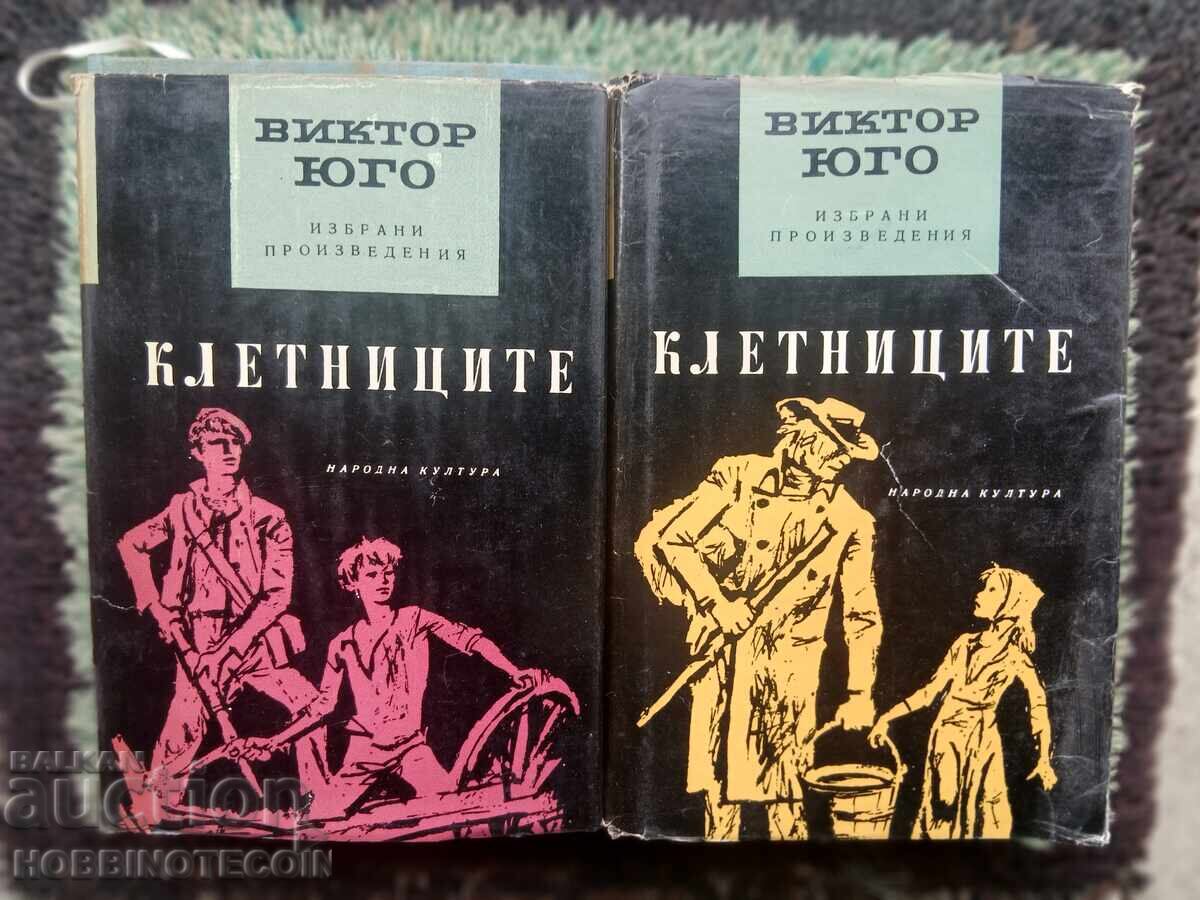 ВИКТОР
ЮГО
ИЗБРАНИ
ПРОИЗВЕДЕНИЯ
КЛЕТНИЦИТЕ
НАРОДНА КУЛТУРА
ВИКТОР
ЮГО
ИЗБРАНИ
ПРОИЗВЕДЕНИЯ
КЛЕТНИЦИТЕ
НАРОДНА КУЛТУРА
BALKAN
auction
HOBBINOTECOIN